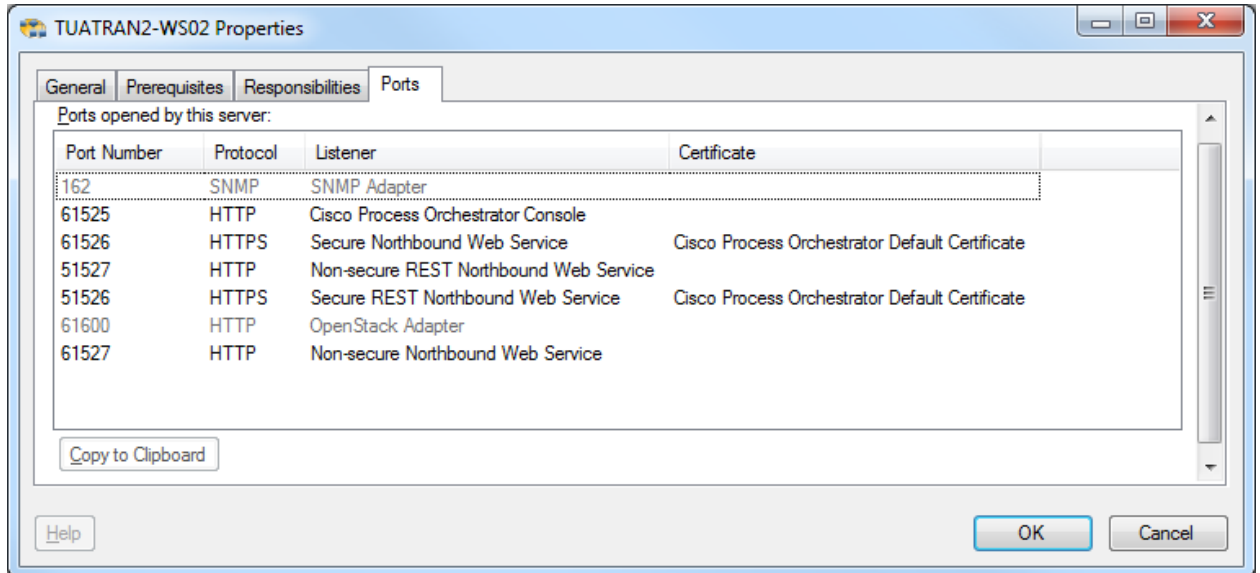 TUATRAN2-WS02 Properties
General Prerequisites Responsibilities Ports
Ports opened by this server:
Port Number Protocol Listener Certificate
162 SNMP SNMP Adapter
61525 HTTP Cisco Process Orchestrator Console
61526 HTTPS Secure Northbound Web Service Cisco Process Orchestrator Default Certificate
51527 HTTP Non-secure REST Northbound Web Service
51526 HTTPS Secure REST Northbound Web Service Cisco Process Orchestrator Default Certificate
61600 HTTP OpenStack Adapter
61527 HTTP Non-secure Northbound Web Service
Copy to Clipboard
Help OK Cancel